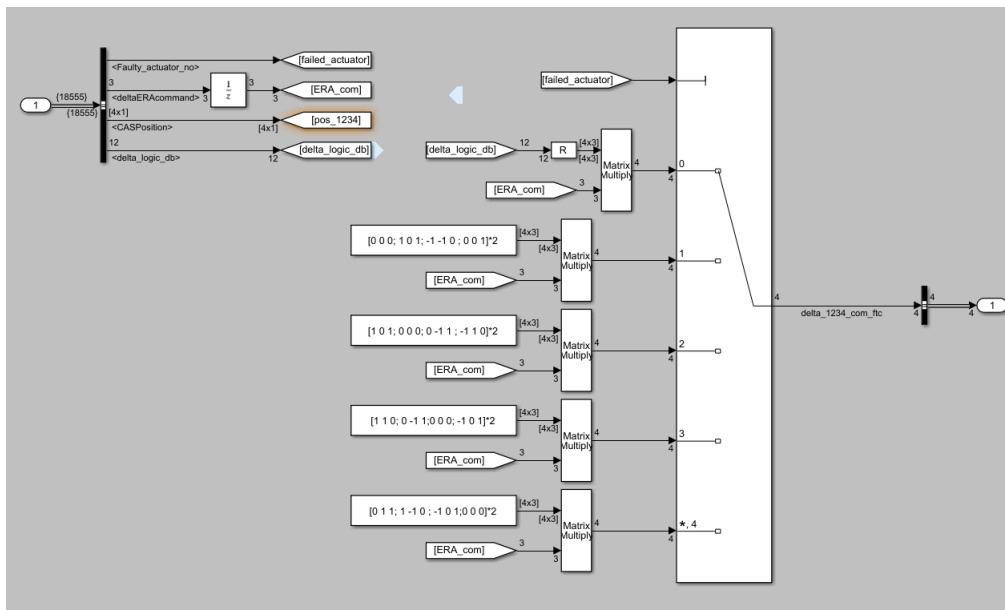 <Faulty_actuator_no>
[failed_actuator]
3
1
z
3
3
<deltaERAcommand>
3
[ERA_com]
{18555}
1
{18555}
[4x1]
<CASPosition>
[4x1]
[pos_1234]
12
<delta_logic_db>
12
[delta_logic_db]
[failed_actuator]
[delta_logic_db]
12
12
R
[4x3]
[4x3]
[ERA_com]
3
3
Matrix
Multiply
4
4
0
[0 0 0; 1 0 1; -1 -1 0 ; 0 0 1]*2
[4x3]
[4x3]
[ERA_com]
3
3
Matrix
Multiply
4
4
1
4
delta_1234_com_ftc
4
4
4
1
[1 0 1; 0 0 0; 0 -1 1 ; -1 1 0]*2
[4x3]
[4x3]
[ERA_com]
3
3
Matrix
Multiply
4
4
2
[1 1 0; 0 -1 1;0 0 0; -1 0 1]*2
[4x3]
[4x3]
[ERA_com]
3
3
Matrix
Multiply
4
4
3
[0 1 1; 1 -1 0 ; -1 0 1;0 0 0]*2
[4x3]
[4x3]
[ERA_com]
3
3
Matrix
Multiply
4
4
*, 4